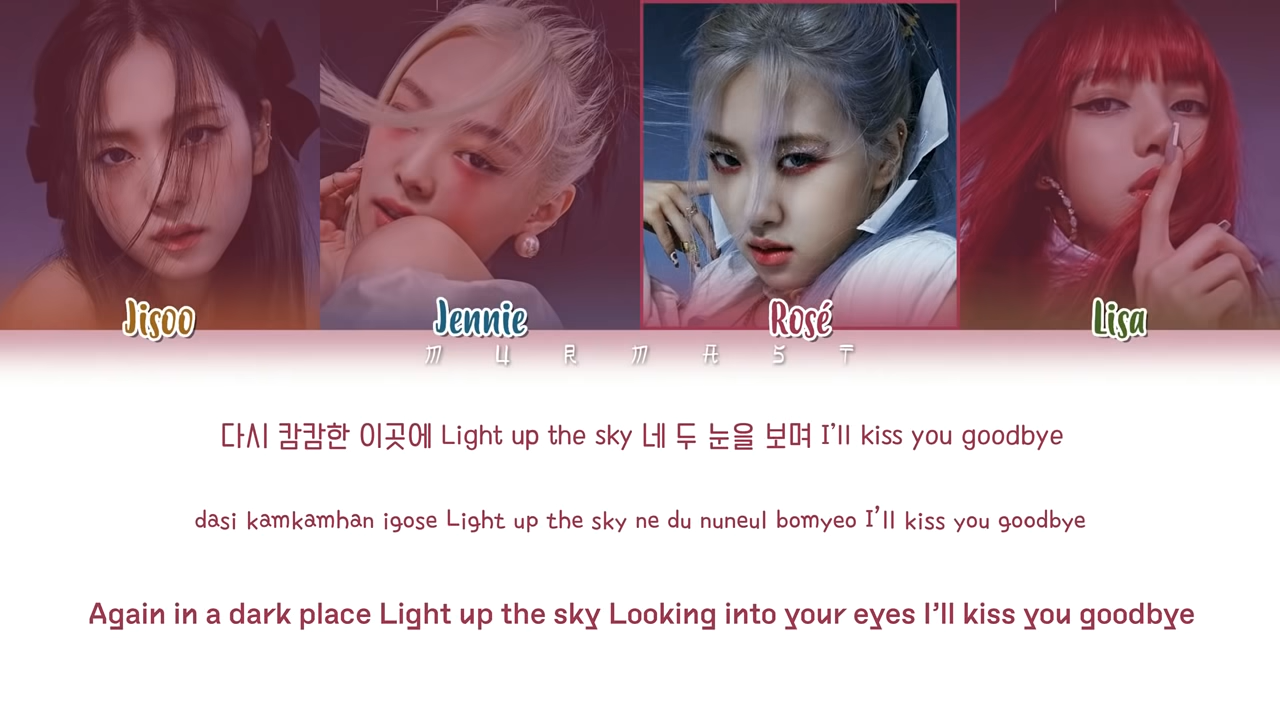 Jisoo Jennie Rosé Lisa
MURMAST
다시 캄캄한 이곳에 Light up the sky 네 두 눈을 보며 I’ll kiss you goodbye
dasi kamkamhan igose Light up the sky ne du nuneul bomyeo I’ll kiss you goodbye
Again in a dark place Light up the sky Looking into your eyes I’ll kiss you goodbye